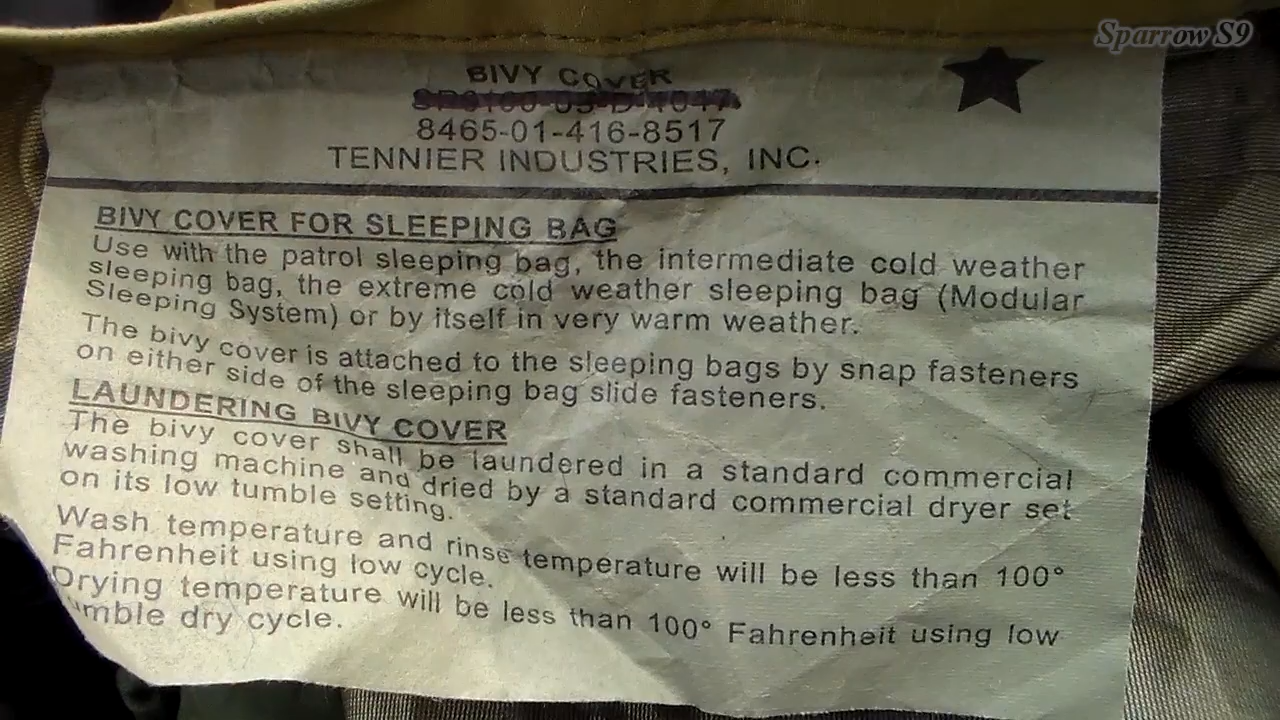 Sparrow S9
BIVY COVER
8465-01-416-8517
TENNIER INDUSTRIES, INC.
BIVY COVER FOR SLEEPING BAG
Use with the patrol sleeping bag, the intermediate cold weather
sleeping bag, the extreme cold weather sleeping bag (Modular
Sleeping System) or by itself in very warm weather.
The bivy cover is attached to the sleeping bags by snap fasteners
on either side of the sleeping bag slide fasteners.
LAUNDERING BIVY COVER
The bivy cover shall be laundered in a standard commercial
washing machine and dried by a standard commercial dryer set
on its low tumble setting.
Wash temperature and rinse temperature will be less than 100°
Fahrenheit using low cycle.
Drying temperature will be less than 100° Fahrenheit using low
umble dry cycle.